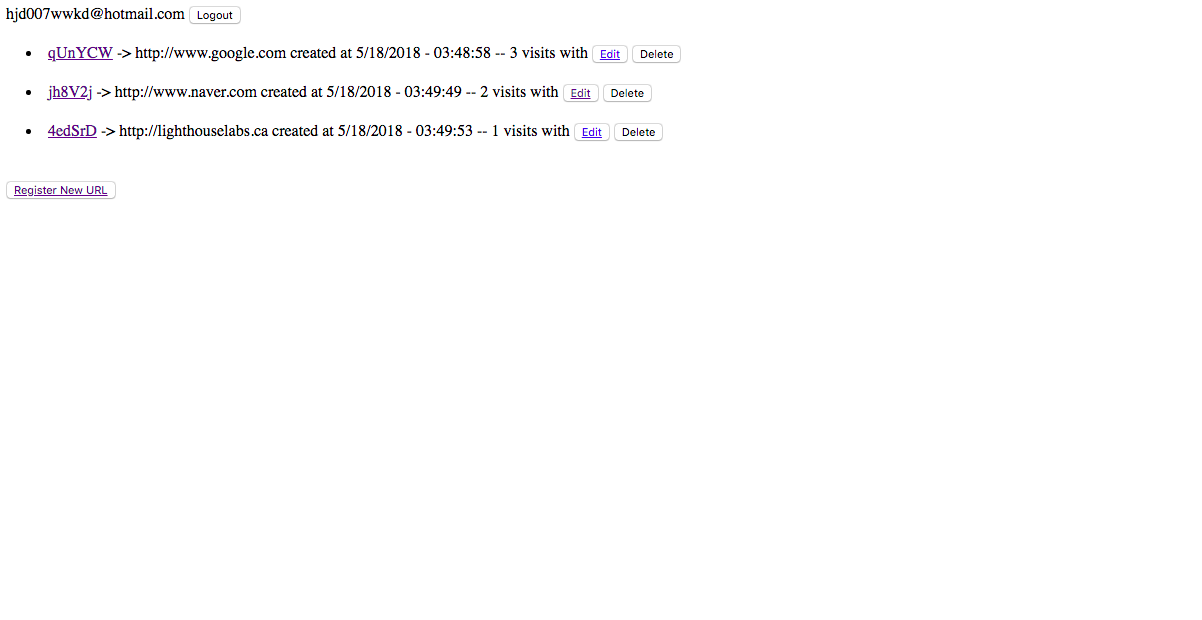 hjd007wwkd@hotmail.com Logout
qUnYCW -> http://www.google.com created at 5/18/2018 - 03:48:58 -- 3 visits with Edit Delete
jh8V2j -> http://www.naver.com created at 5/18/2018 - 03:49:49 -- 2 visits with Edit Delete
4edSrD -> http://lighthouselabs.ca created at 5/18/2018 - 03:49:53 -- 1 visits with Edit Delete
Register New URL